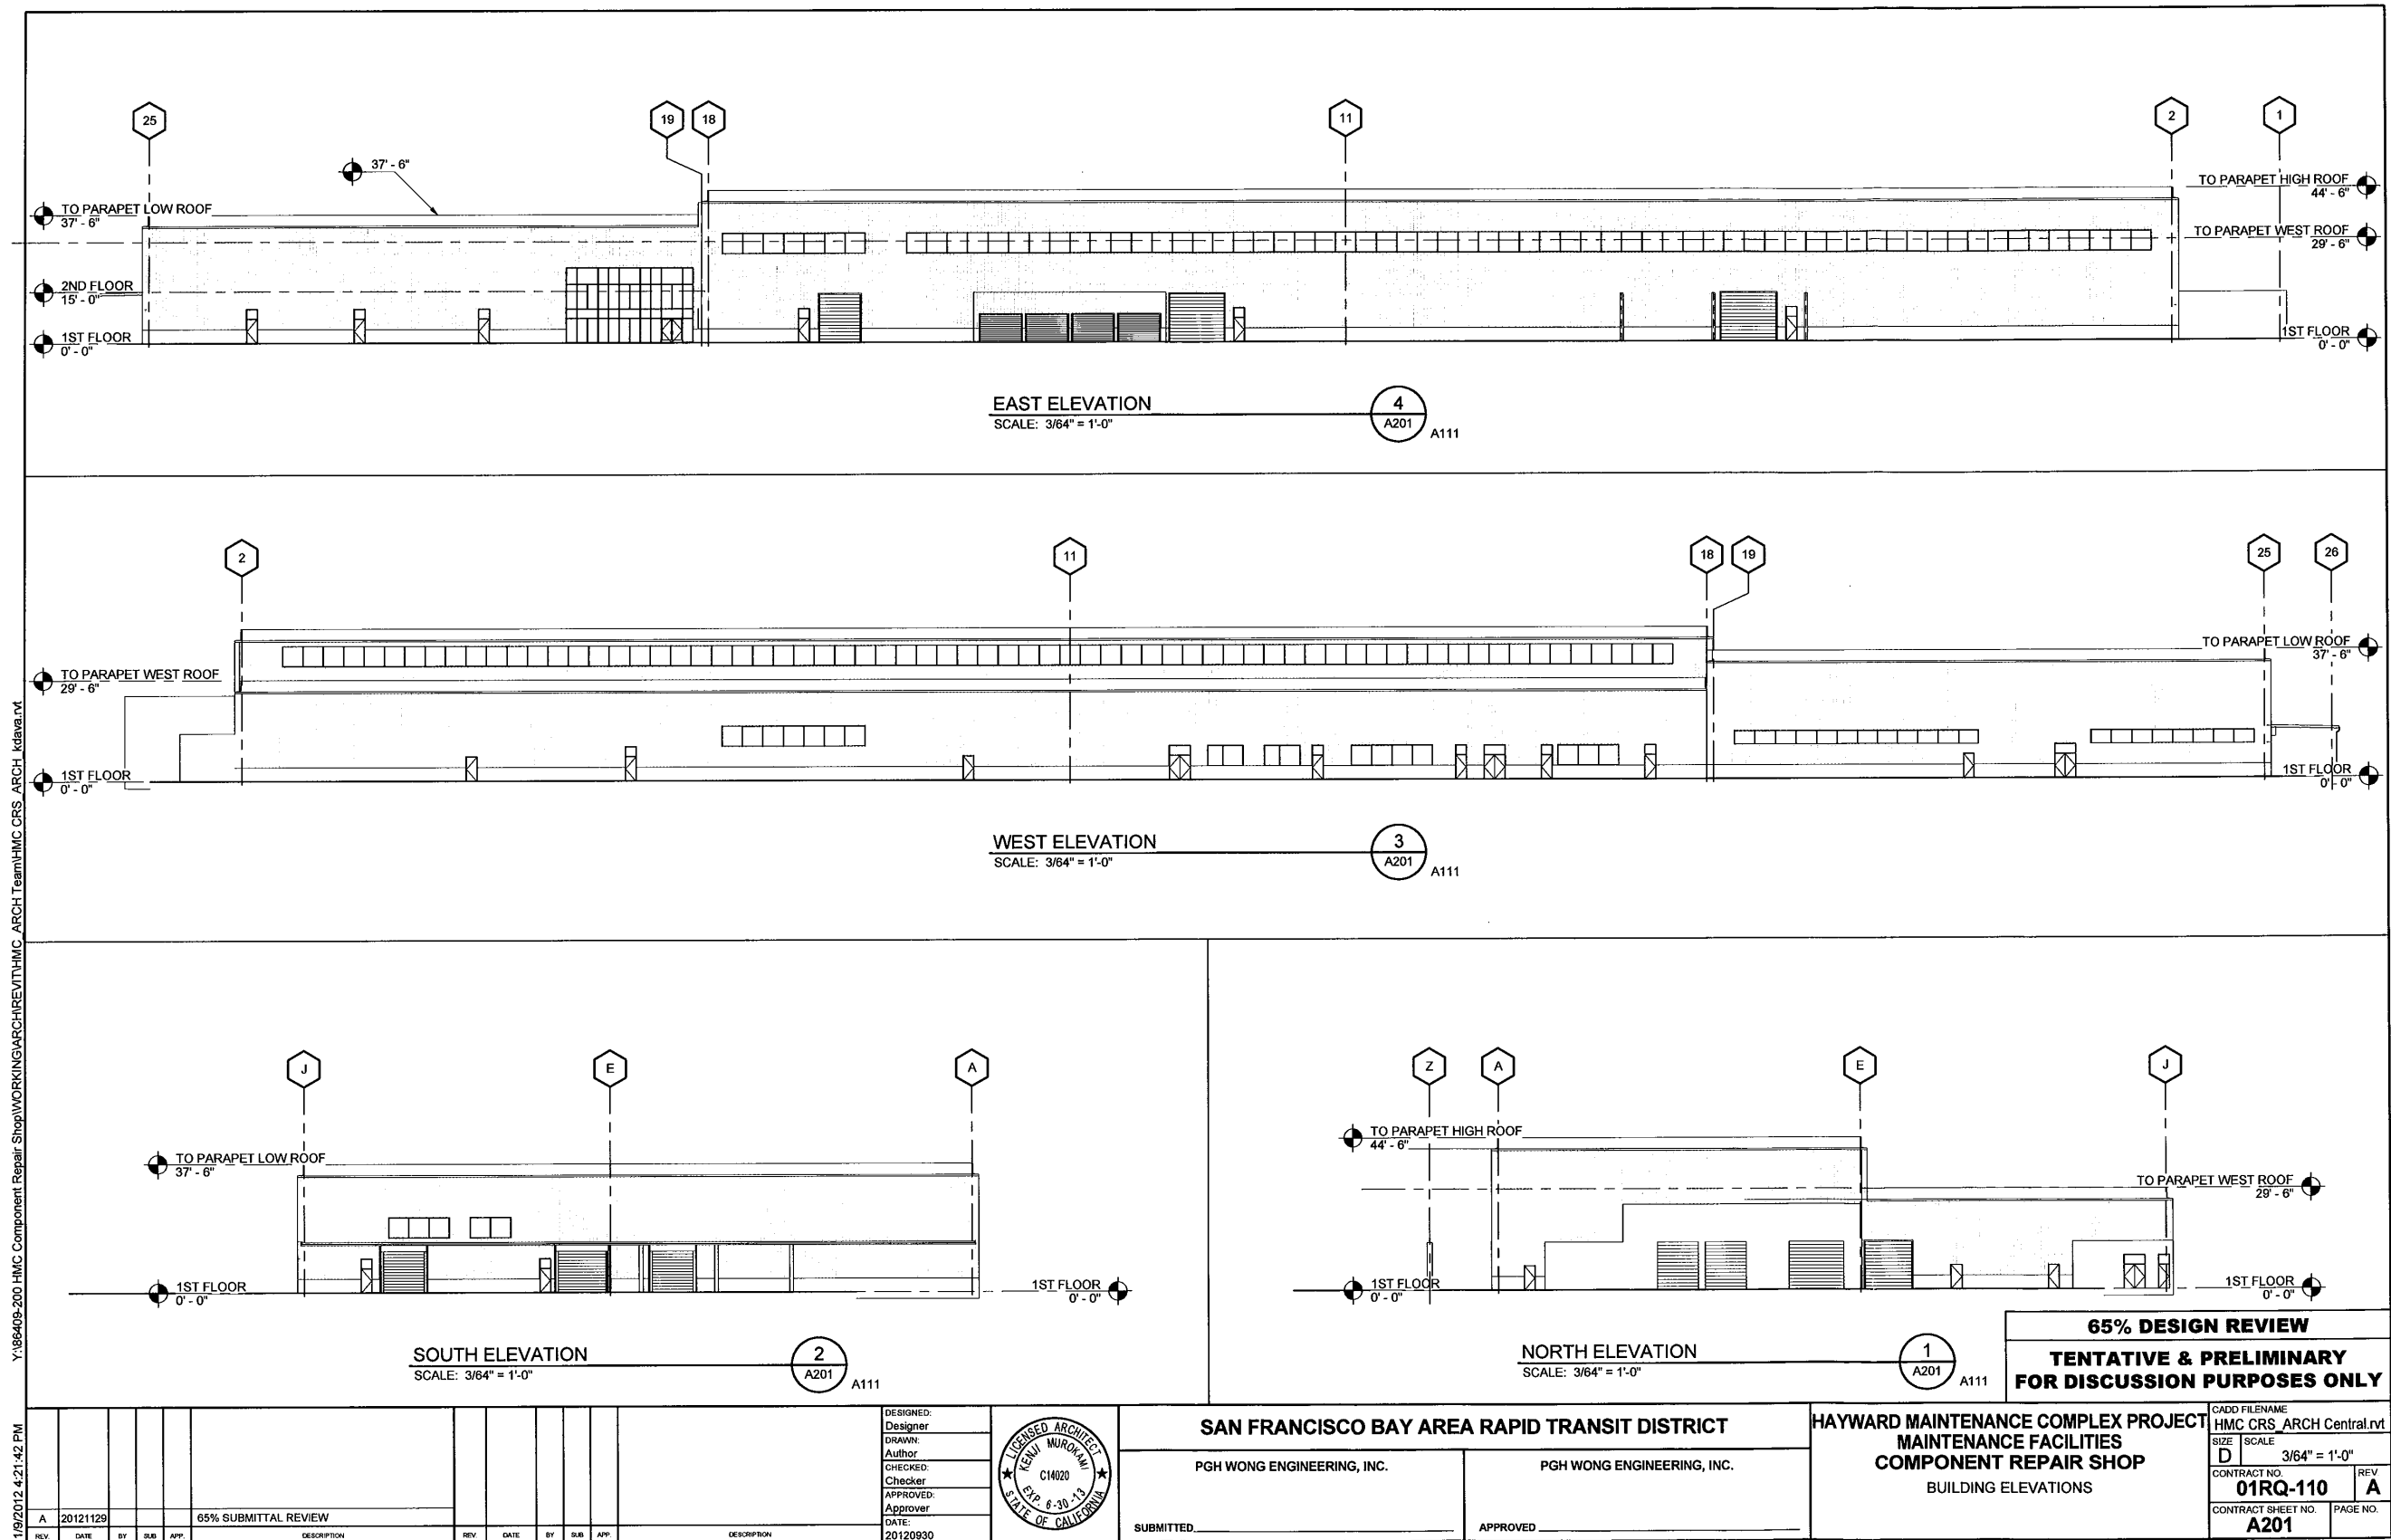 25
19
18
11
2
1
37' - 6"
TO PARAPET LOW ROOF
37' - 6"
2ND FLOOR
15' - 0"
1ST FLOOR
0' - 0"
TO PARAPET HIGH ROOF
44' - 6"
TO PARAPET WEST ROOF
29' - 6"
1ST FLOOR
0' - 0"
EAST ELEVATION
SCALE: 3/64" = 1'-0"
4
A201
A111
2
11
18
19
25
26
TO PARAPET WEST ROOF
29' - 6"
1ST FLOOR
0' - 0"
TO PARAPET LOW ROOF
37' - 6"
1ST FLOOR
0' - 0"
WEST ELEVATION
SCALE: 3/64" = 1'-0"
3
A201
A111
J
E
A
TO PARAPET LOW ROOF
37' - 6"
1ST FLOOR
0' - 0"
1ST FLOOR
0' - 0"
SOUTH ELEVATION
SCALE: 3/64" = 1'-0"
2
A201
A111
Z
A
E
J
TO PARAPET HIGH ROOF
44' - 6"
TO PARAPET WEST ROOF
29' - 6"
1ST FLOOR
0' - 0"
1ST FLOOR
0' - 0"
NORTH ELEVATION
SCALE: 3/64" = 1'-0"
1
A201
A111
65% DESIGN REVIEW
TENTATIVE & PRELIMINARY
FOR DISCUSSION PURPOSES ONLY
Y:\86409-200 HMC Component Repair Shop\WORKING\ARCH\REVIT\HMC_ARCH Team\HMC CRS_ARCH_kdava.rvt
1/9/2012 4:21:42 PM
A 20121129 65% SUBMITTAL REVIEW
REV. DATE BY SUB APP. DESCRIPTION REV. DATE BY SUB APP. DESCRIPTION
DESIGNED:
Designer
DRAWN:
Author
CHECKED:
Checker
APPROVED:
Approver
DATE:
20120930
LICENSED ARCHITECT
KENJI MUROKAMI
C14020
EXP. 6-30-13
STATE OF CALIFORNIA
SAN FRANCISCO BAY AREA RAPID TRANSIT DISTRICT
PGH WONG ENGINEERING, INC.
SUBMITTED
PGH WONG ENGINEERING, INC.
APPROVED
HAYWARD MAINTENANCE COMPLEX PROJECT
MAINTENANCE FACILITIES
COMPONENT REPAIR SHOP
BUILDING ELEVATIONS
CADD FILENAME
HMC CRS_ARCH Central.rvt
SIZE SCALE
D 3/64" = 1'-0"
CONTRACT NO. REV
01RQ-110 A
CONTRACT SHEET NO. PAGE NO.
A201